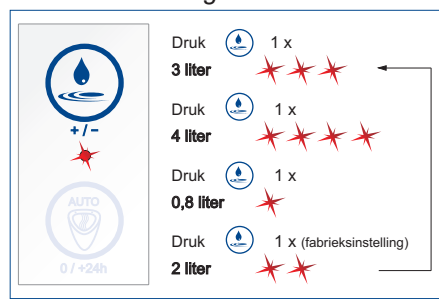 + / −
AUTO
0 / +24h
Druk 1 x
3 liter
Druk 1 x
4 liter
Druk 1 x
0,8 liter
Druk 1 x (fabrieksinstelling)
2 liter